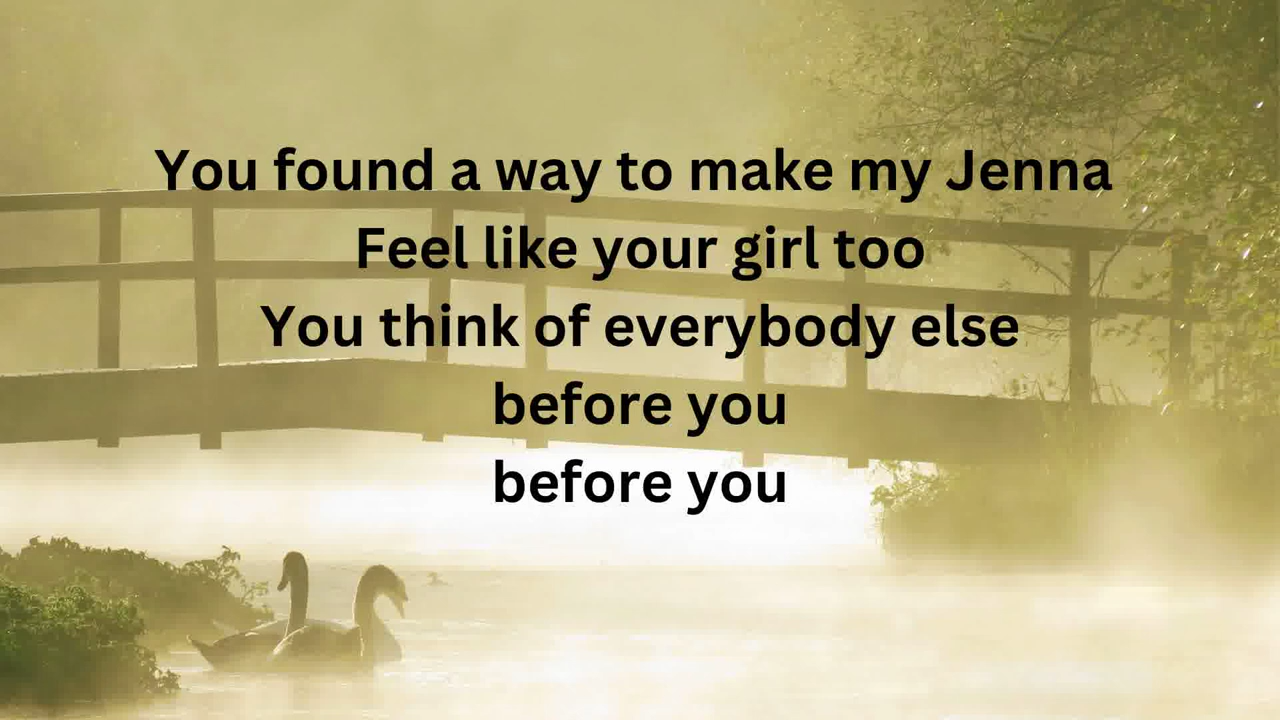 You found a way to make my Jenna
Feel like your girl too
You think of everybody else
before you
before you